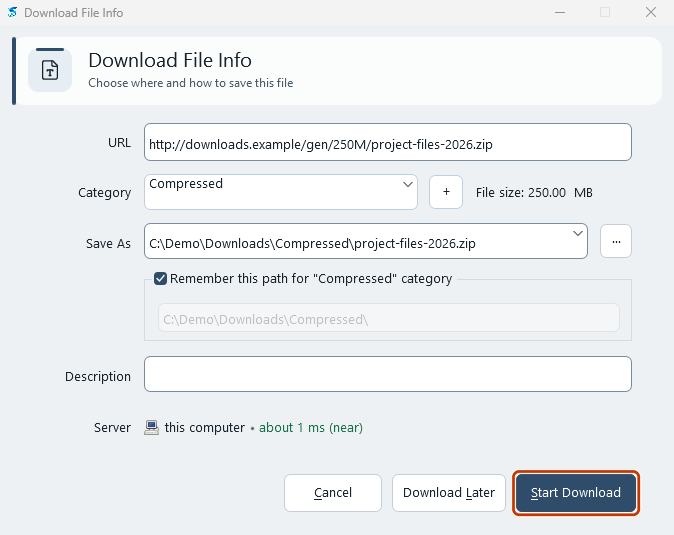 Download File Info
Download File Info
Choose where and how to save this file
URL
http://downloads.example/gen/250M/project-files-2026.zip
Category
Compressed
+
File size: 250.00 MB
Save As
C:\Demo\Downloads\Compressed\project-files-2026.zip
...
Remember this path for "Compressed" category
C:\Demo\Downloads\Compressed\
Description
Server
this computer • about 1 ms (near)
Cancel
Download Later
Start Download